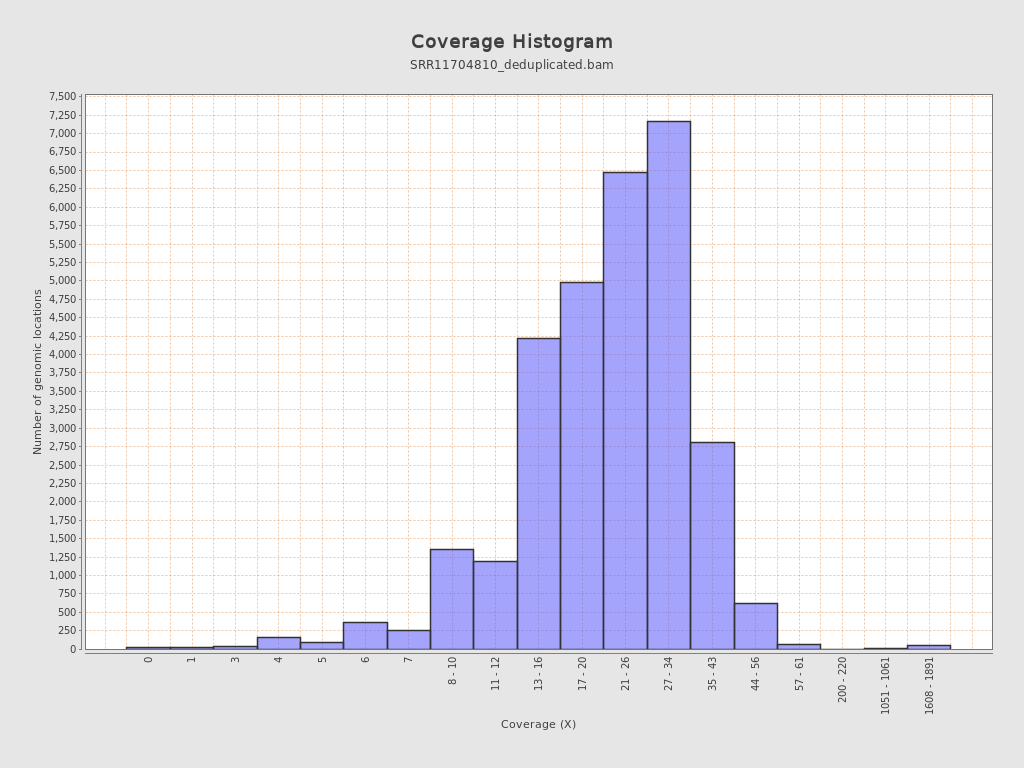 Coverage Histogram
SRR11704810_deduplicated.bam
Number of genomic locations
7,500
7,250
7,000
6,750
6,500
6,250
6,000
5,750
5,500
5,250
5,000
4,750
4,500
4,250
4,000
3,750
3,500
3,250
3,000
2,750
2,500
2,250
2,000
1,750
1,500
1,250
1,000
750
500
250
0
0
1
3
4
5
6
7
8 - 10
11 - 12
13 - 16
17 - 20
21 - 26
27 - 34
35 - 43
44 - 56
57 - 61
200 - 220
1051 - 1061
1608 - 1891
Coverage (X)